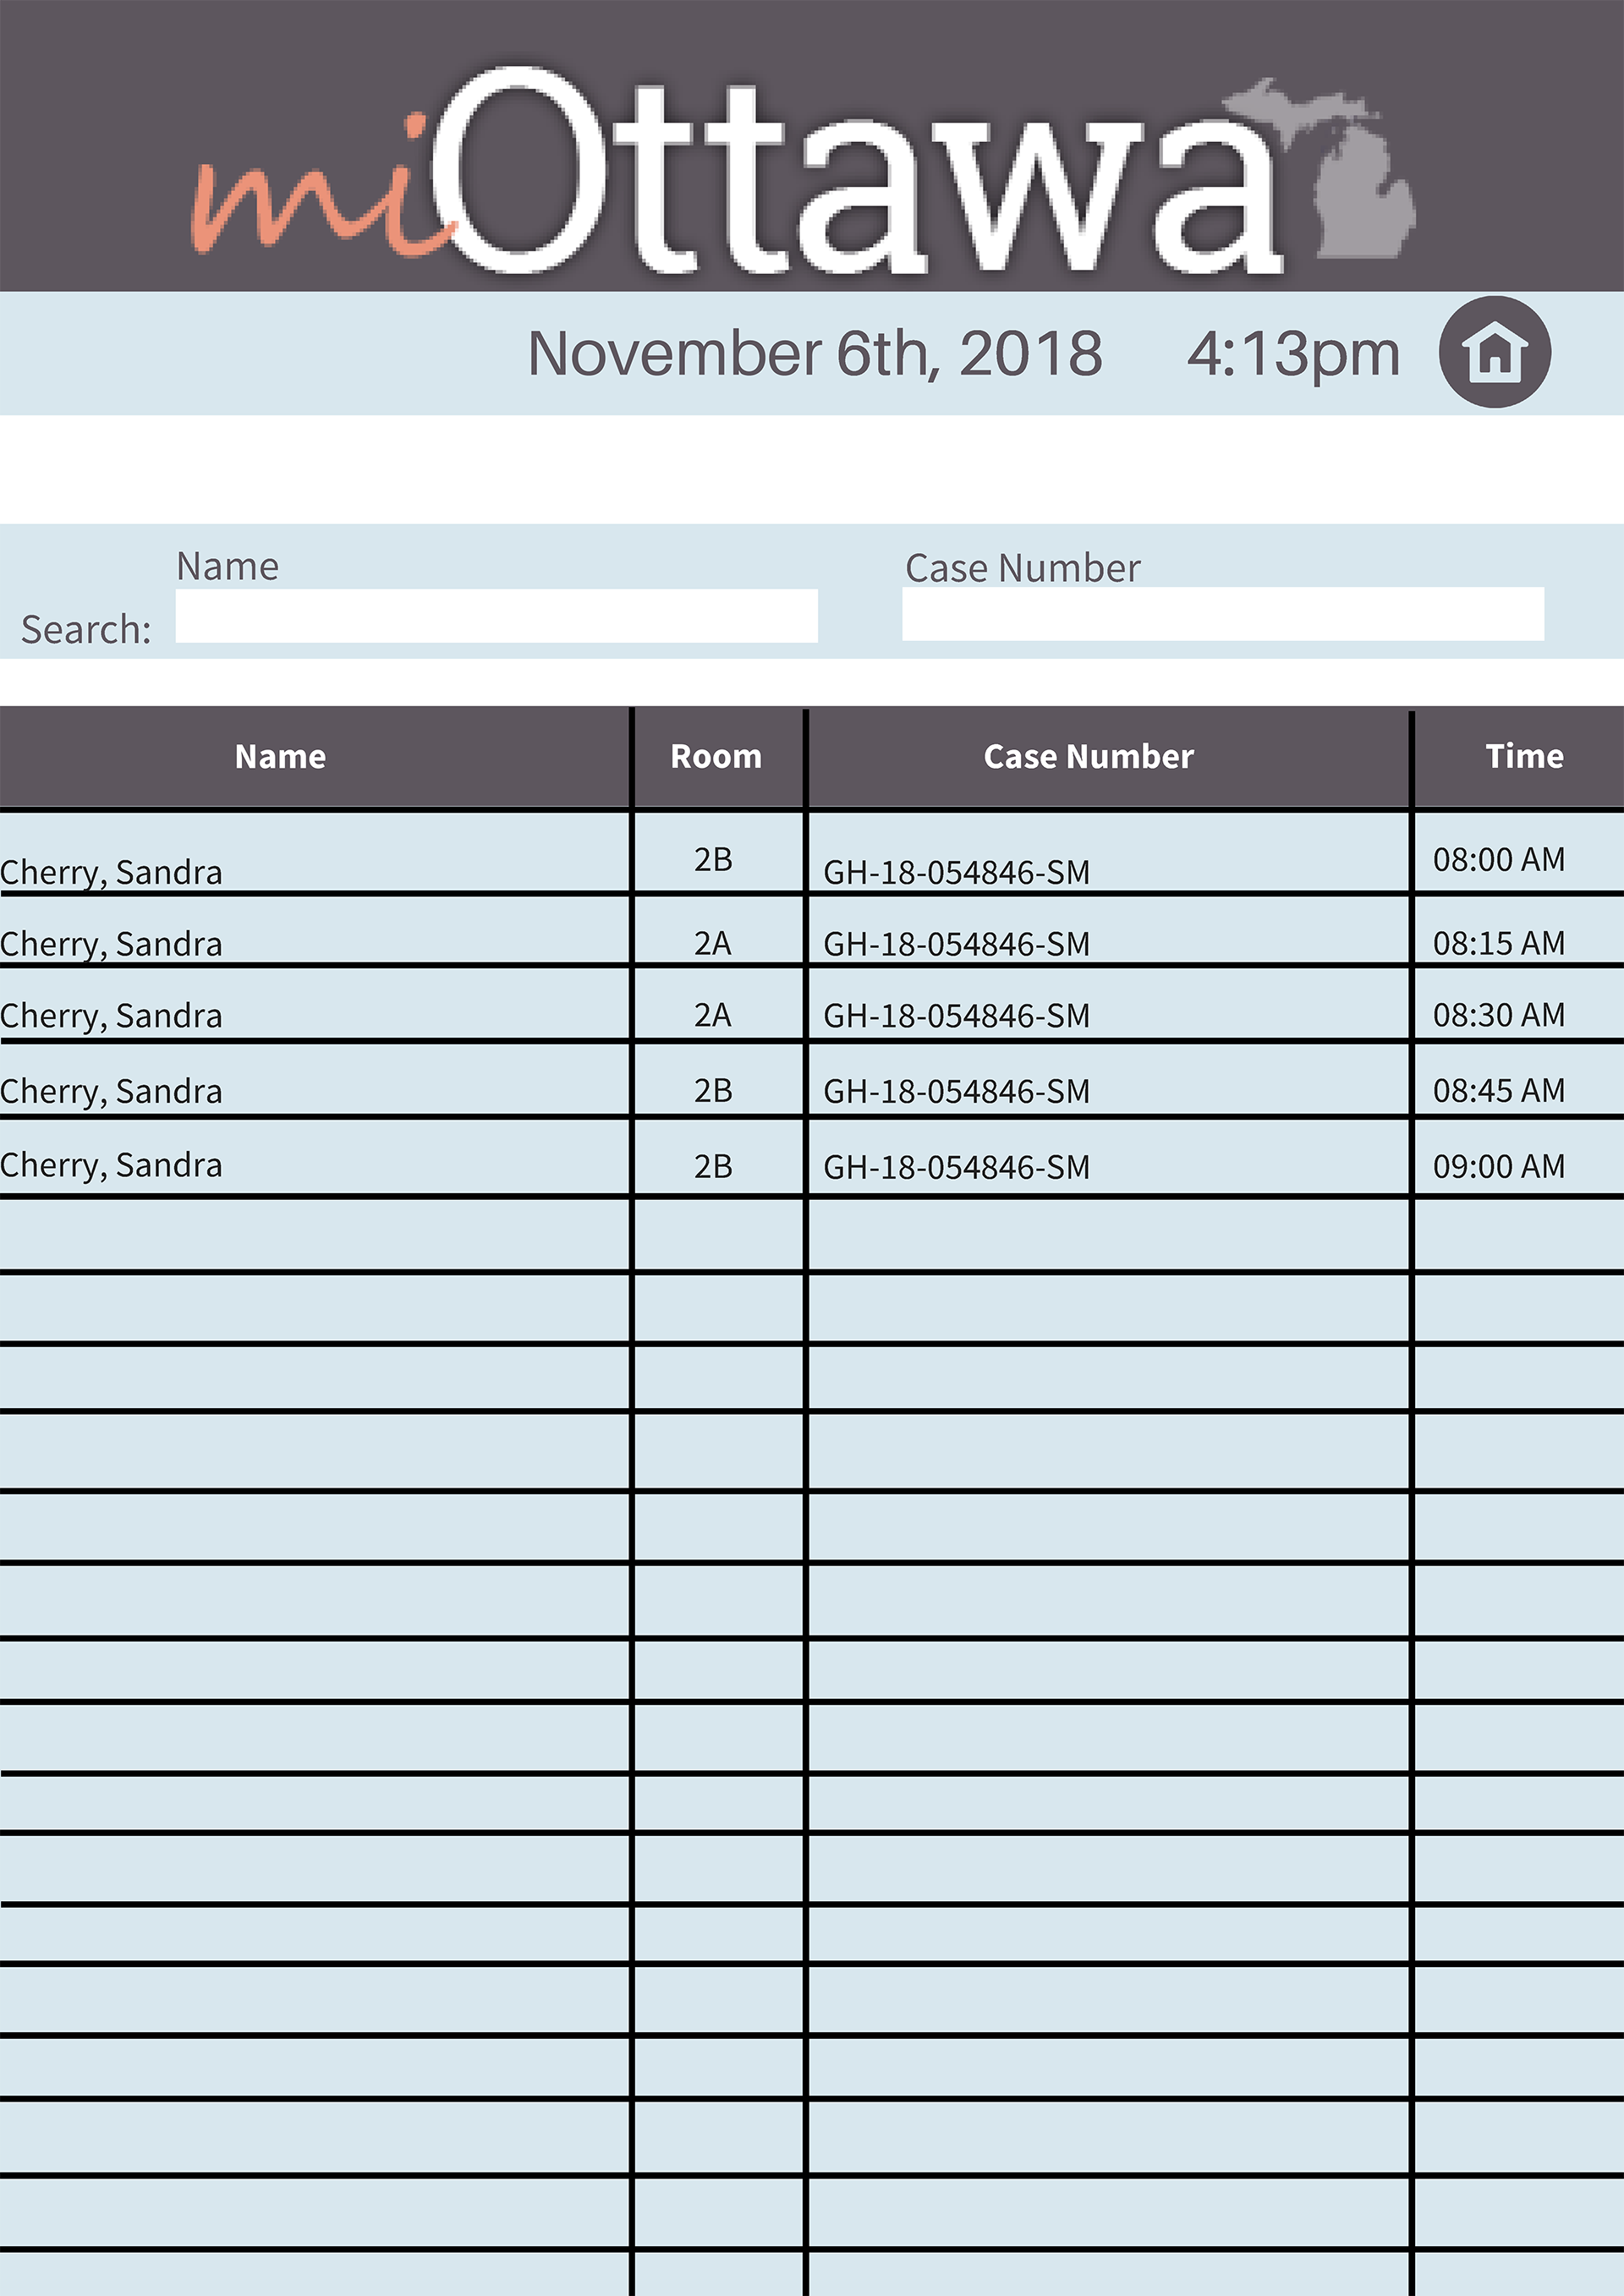 miOttawa
November 6th, 2018 4:13pm
Name Case Number
Search:
Name Room Case Number Time
Cherry, Sandra 2B GH-18-054846-SM 08:00 AM
Cherry, Sandra 2A GH-18-054846-SM 08:15 AM
Cherry, Sandra 2A GH-18-054846-SM 08:30 AM
Cherry, Sandra 2B GH-18-054846-SM 08:45 AM
Cherry, Sandra 2B GH-18-054846-SM 09:00 AM